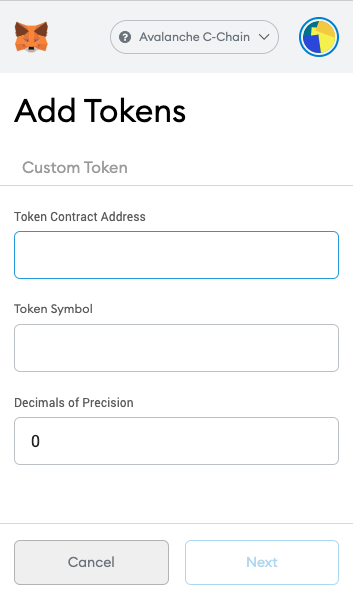 Avalanche C-Chain
Add Tokens
Custom Token
Token Contract Address
Token Symbol
Decimals of Precision
0
Cancel
Next